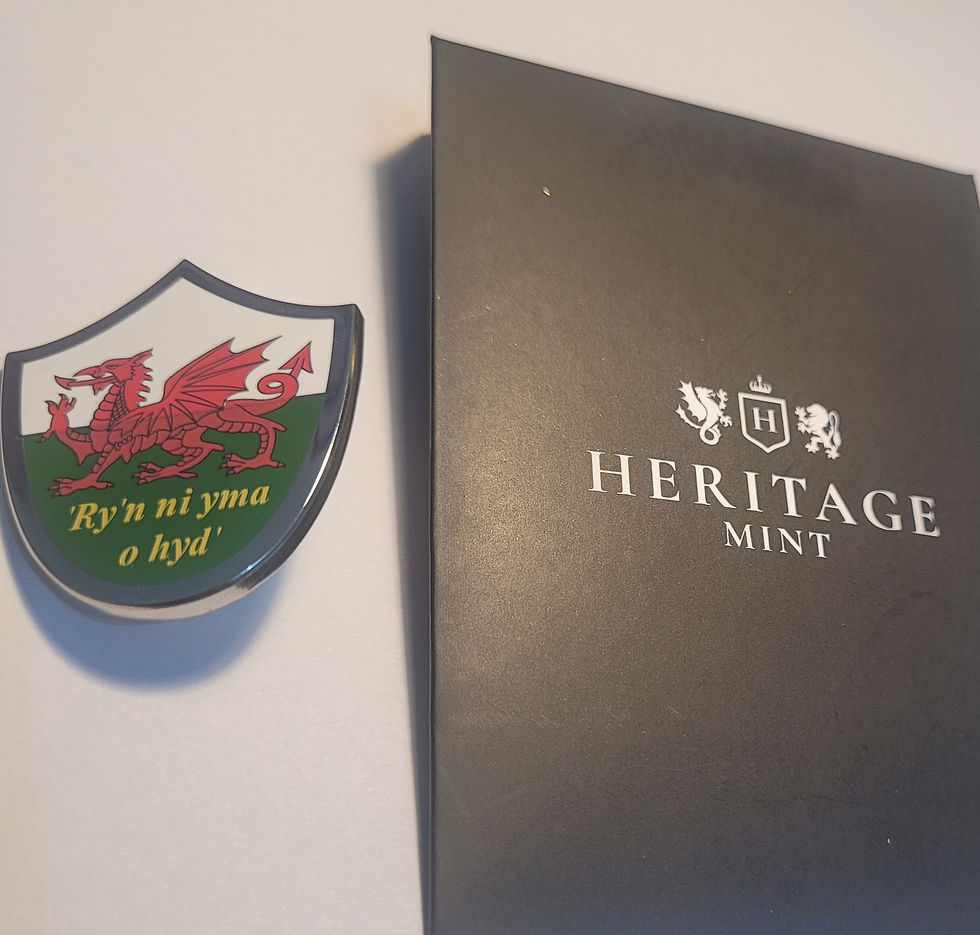 'Ry'n ni yma
o hyd'
H
HERITAGE
MINT